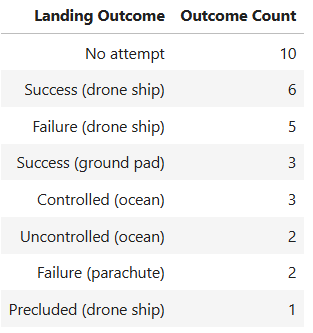 Landing Outcome Outcome Count
No attempt 10
Success (drone ship) 6
Failure (drone ship) 5
Success (ground pad) 3
Controlled (ocean) 3
Uncontrolled (ocean) 2
Failure (parachute) 2
Precluded (drone ship) 1